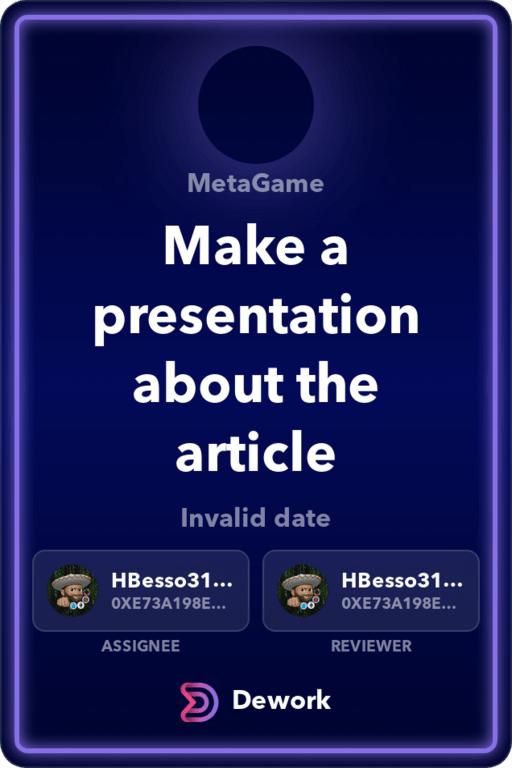 MetaGame
Make a
presentation
about the
article
Invalid date
HBesso31...
0XE73A198E...
HBesso31...
0XE73A198E...
ASSIGNEE
REVIEWER
Dework